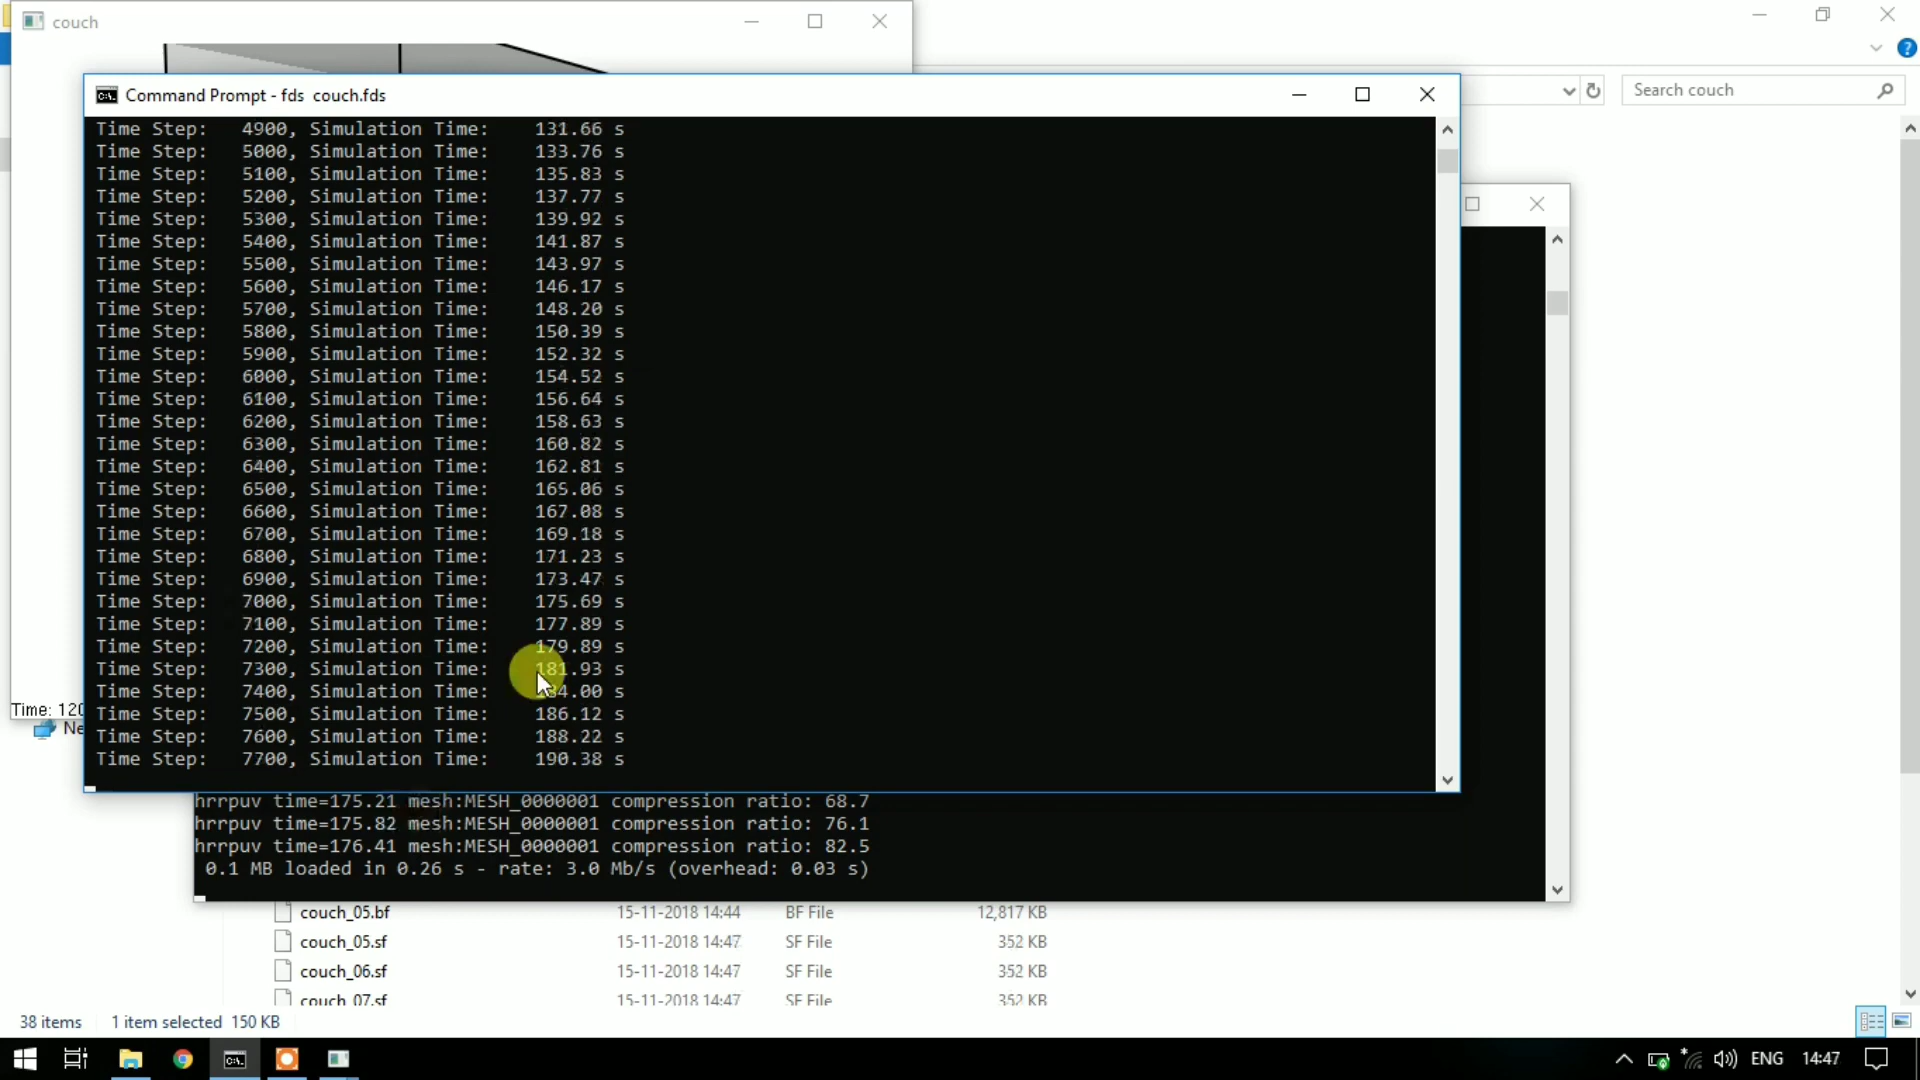 couch
Command Prompt - fds  couch.fds
Search couch
Time Step:   4900, Simulation Time:    131.66 s
Time Step:   5000, Simulation Time:    133.76 s
Time Step:   5100, Simulation Time:    135.83 s
Time Step:   5200, Simulation Time:    137.77 s
Time Step:   5300, Simulation Time:    139.92 s
Time Step:   5400, Simulation Time:    141.87 s
Time Step:   5500, Simulation Time:    143.97 s
Time Step:   5600, Simulation Time:    146.17 s
Time Step:   5700, Simulation Time:    148.20 s
Time Step:   5800, Simulation Time:    150.39 s
Time Step:   5900, Simulation Time:    152.32 s
Time Step:   6000, Simulation Time:    154.52 s
Time Step:   6100, Simulation Time:    156.64 s
Time Step:   6200, Simulation Time:    158.63 s
Time Step:   6300, Simulation Time:    160.82 s
Time Step:   6400, Simulation Time:    162.81 s
Time Step:   6500, Simulation Time:    165.06 s
Time Step:   6600, Simulation Time:    167.08 s
Time Step:   6700, Simulation Time:    169.18 s
Time Step:   6800, Simulation Time:    171.23 s
Time Step:   6900, Simulation Time:    173.47 s
Time Step:   7000, Simulation Time:    175.69 s
Time Step:   7100, Simulation Time:    177.89 s
Time Step:   7200, Simulation Time:    179.89 s
Time Step:   7300, Simulation Time:    181.93 s
Time Step:   7400, Simulation Time:    184.00 s
Time Step:   7500, Simulation Time:    186.12 s
Time Step:   7600, Simulation Time:    188.22 s
Time Step:   7700, Simulation Time:    190.38 s
Time: 120
Ne
hrrpuv time=175.21 mesh:MESH_0000001 compression ratio: 68.7
hrrpuv time=175.82 mesh:MESH_0000001 compression ratio: 76.1
hrrpuv time=176.41 mesh:MESH_0000001 compression ratio: 82.5
0.1 MB loaded in 0.26 s - rate: 3.0 Mb/s (overhead: 0.03 s)
couch_05.bf 15-11-2018 14:44 BF File 12,817 KB
couch_05.sf 15-11-2018 14:47 SF File 352 KB
couch_06.sf 15-11-2018 14:47 SF File 352 KB
couch_07.sf 15-11-2018 14:47 SF File 352 KB
38 items 1 item selected 150 KB
ENG 14:47